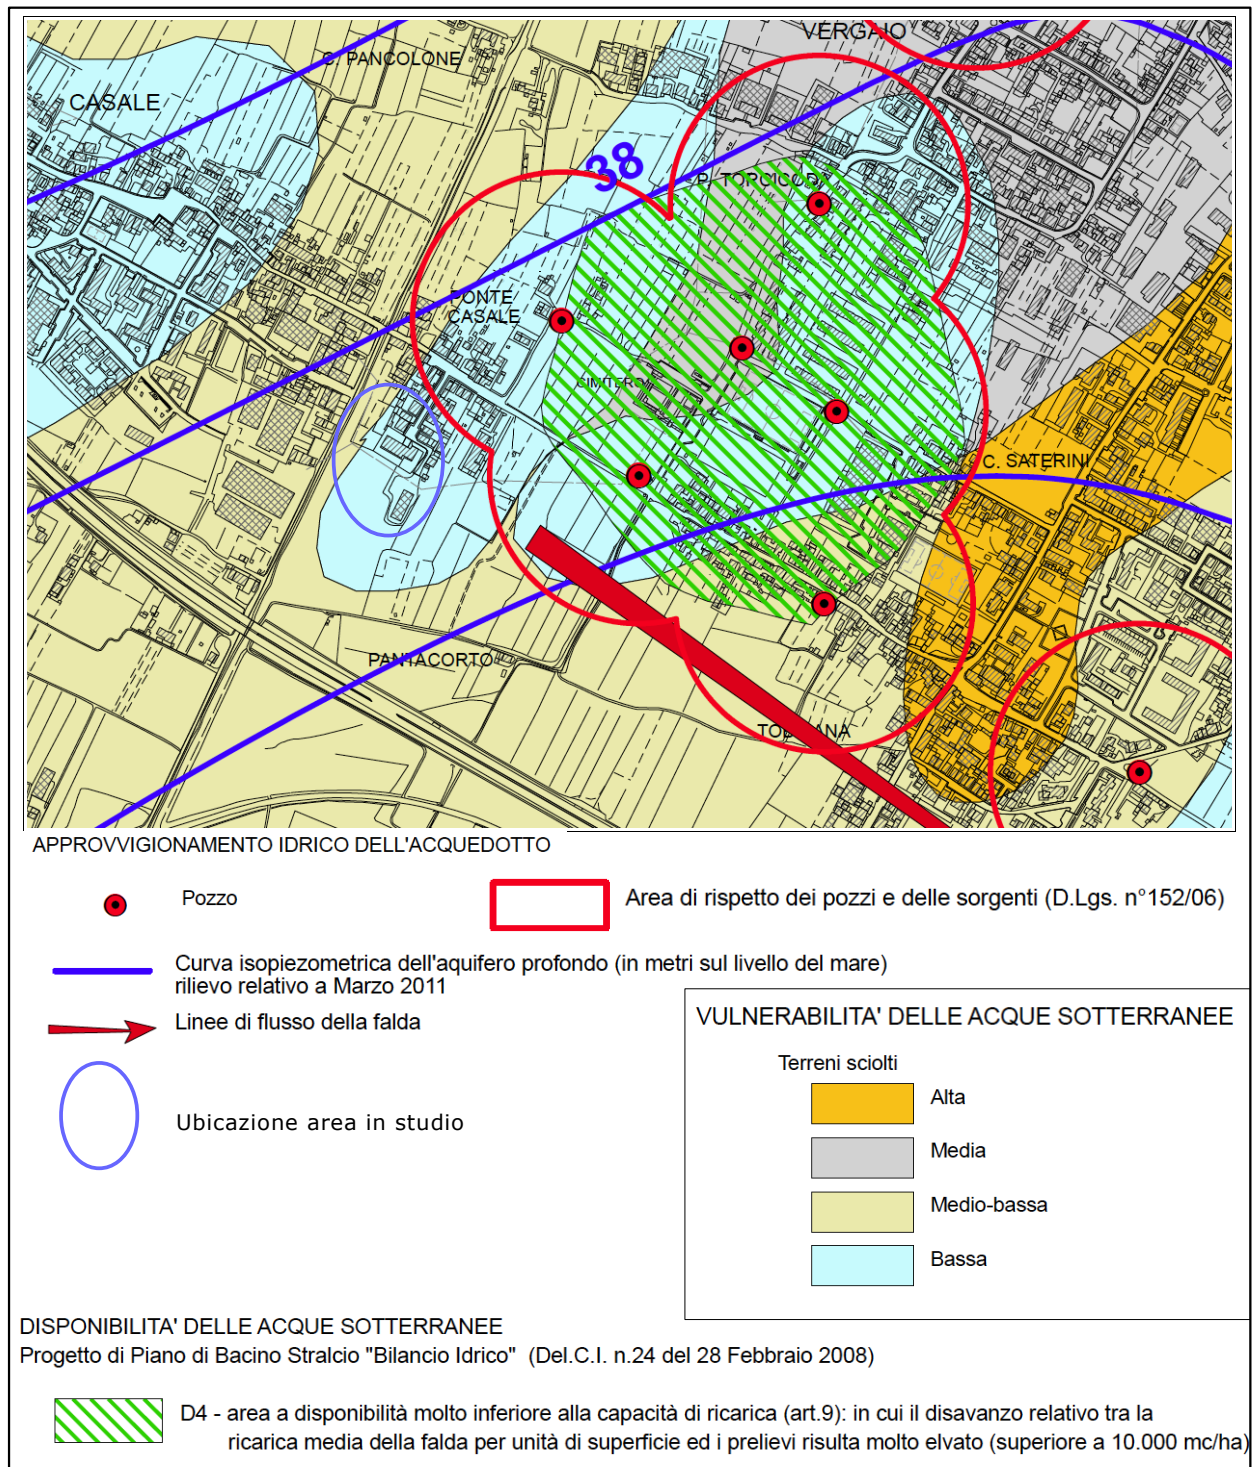 VERGAIO
C. PANCOLONE
CASALE
38
P. TORCICODA
PONTE
CASALE
CIMITERO
C. SATERINI
PANTACORTO
TOBBIANA
APPROVVIGIONAMENTO IDRICO DELL'ACQUEDOTTO
Pozzo
Area di rispetto dei pozzi e delle sorgenti (D.Lgs. n°152/06)
Curva isopiezometrica dell'aquifero profondo (in metri sul livello del mare)
rilievo relativo a Marzo 2011
Linee di flusso della falda
Ubicazione area in studio
VULNERABILITA' DELLE ACQUE SOTTERRANEE
Terreni sciolti
Alta
Media
Medio-bassa
Bassa
DISPONIBILITA' DELLE ACQUE SOTTERRANEE
Progetto di Piano di Bacino Stralcio "Bilancio Idrico" (Del.C.I. n.24 del 28 Febbraio 2008)
D4 - area a disponibilità molto inferiore alla capacità di ricarica (art.9): in cui il disavanzo relativo tra la
ricarica media della falda per unità di superficie ed i prelievi risulta molto elvato (superiore a 10.000 mc/ha)